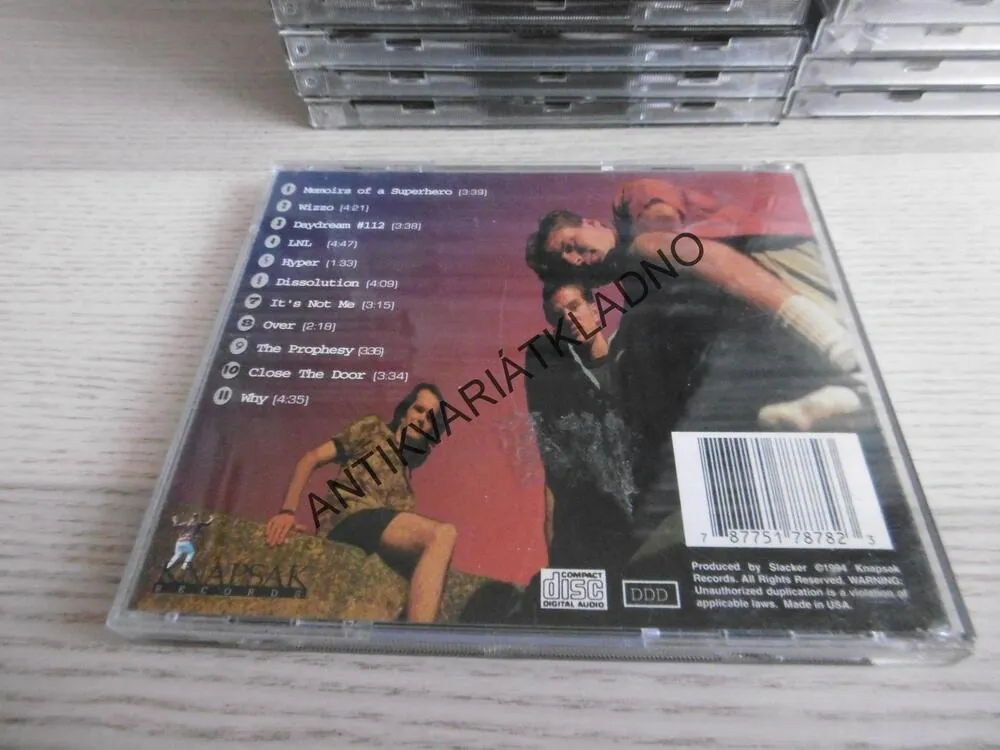 1 Memoirs of a Superhero (3:39)
2 Wizzo (4:21)
3 Daydream #112 (3:38)
4 LNL (4:47)
5 Hyper (1:33)
Dissolution (4:09)
7 It's Not Me (3:15)
8 Over (2:18)
9 The Prophesy (3:36)
10 Close The Door (3:34)
11 Why (4:35)
ANTIKVARIÁTKLADNO
KNAPSAK
RECORDS
COMPACT
disc
DIGITAL AUDIO
DDD
7 87751 78782 3
Produced by Slacker ©1994 Knapsak
Records. All Rights Reserved. WARNING:
Unauthorized duplication is a violation of
applicable laws. Made in USA.